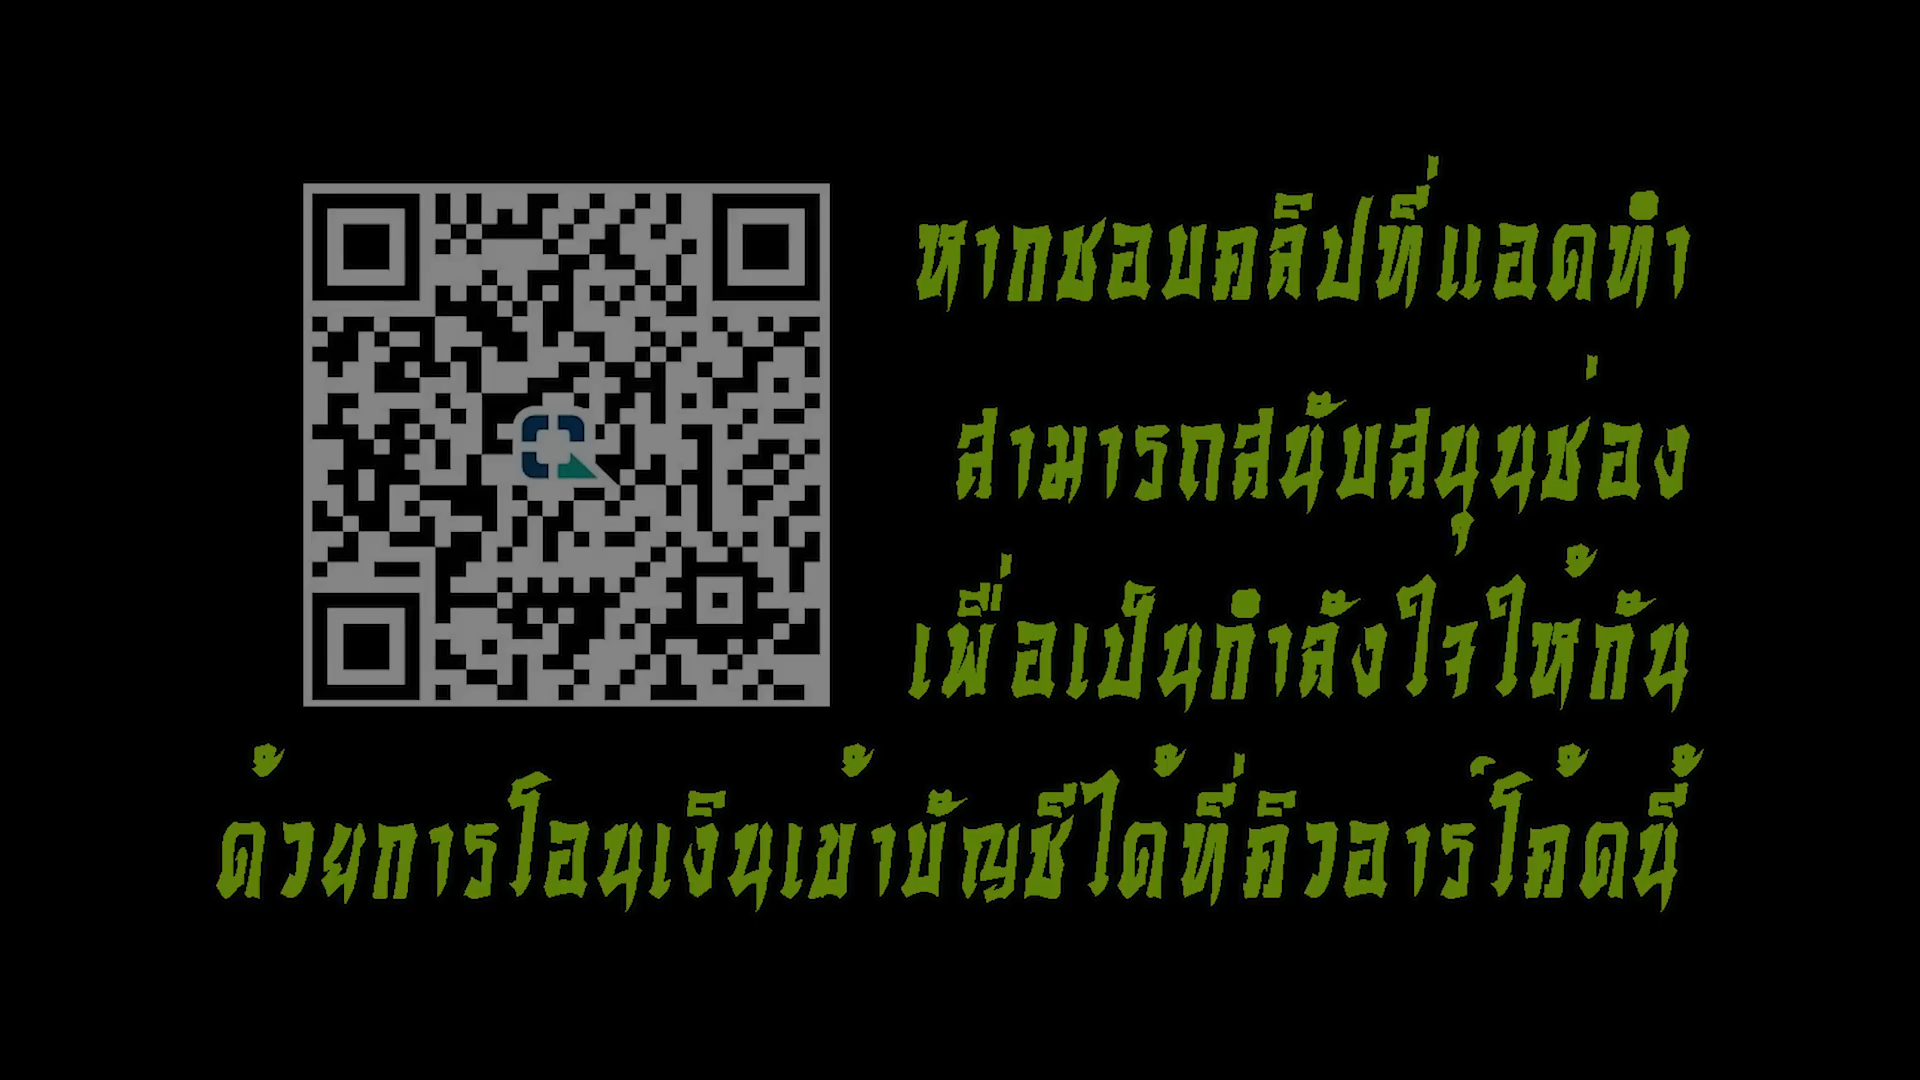 หากชอบคลิปที่แอดทำ
สามารถสนับสนุนช่อง
เพื่อเป็นกำลังใจให้กัน
ด้วยการโอนเงินเข้าบัญชีได้ที่คิวอาร์โค้ดนี้